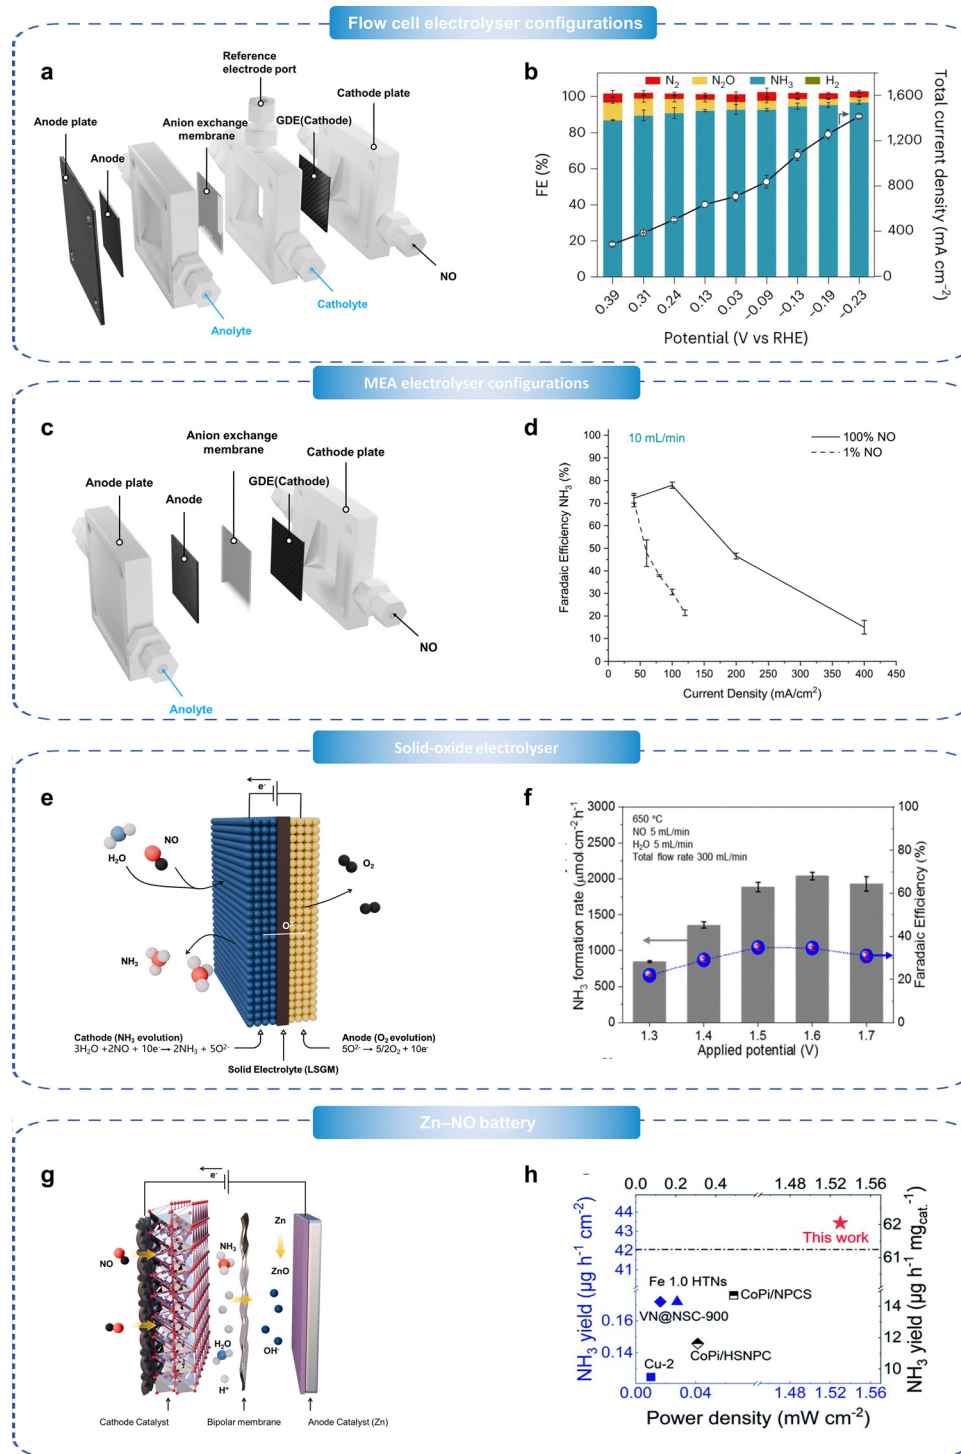 Flow cell electrolyser configurations
a
Reference
electrode port
Cathode plate
Anion exchange
membrane
GDE(Cathode)
Anode plate
Anode
NO
Catholyte
Anolyte
b
N2
N2O
NH3
H2
FE (%)
100
80
60
40
20
0
1,600
1,200
800
400
0
Total current density (mA cm−2)
0.39
0.31
0.24
0.13
0.03
−0.09
−0.13
−0.19
−0.23
Potential (V vs RHE)
MEA electrolyser configurations
c
Anion exchange
membrane
Cathode plate
GDE(Cathode)
Anode plate
Anode
NO
Anolyte
d
10 mL/min
100% NO
1% NO
Faradaic Efficiency NH3 (%)
100
90
80
70
60
50
40
30
20
10
0
0 50 100 150 200 250 300 350 400 450
Current Density (mA/cm2)
Solid-oxide electrolyser
e
e-
H2O
NO
O2
NH3
Cathode (NH3 evolution)
3H2O +2NO + 10e-→ 2NH3 + 5O2-
Anode (O2 evolution)
5O2-→ 5/2O2 + 10e-
Solid Electrolyte (LSGM)
f
650 °C
NO 5 mL/min
H2O 5 mL/min
Total flow rate 300 mL/min
NH3 formation rate (μmol·cm-2·h-1)
3000
2500
2000
1500
1000
500
0
100
80
60
40
20
0
Faradaic Efficiency (%)
1.3 1.4 1.5 1.6 1.7
Applied potential (V)
Zn–NO battery
g
e-
NO
NH3
Zn
ZnO
H2O
OH-
H+
Cathode Catalyst
Bipolar membrane
Anode Catalyst (Zn)
h
0.0 0.2 0.4 1.48 1.52 1.56
NH3 yield (μg h-1 cm-2)
44
43
42
41
0.16
0.14
62
61
14
12
10
NH3 yield (μg h-1 mgcat.-1)
This work
Fe 1.0 HTNs
CoPi/NPCS
VN@NSC-900
CoPi/HSNPC
Cu-2
0.00 0.04 1.48 1.52 1.56
Power density (mW cm-2)